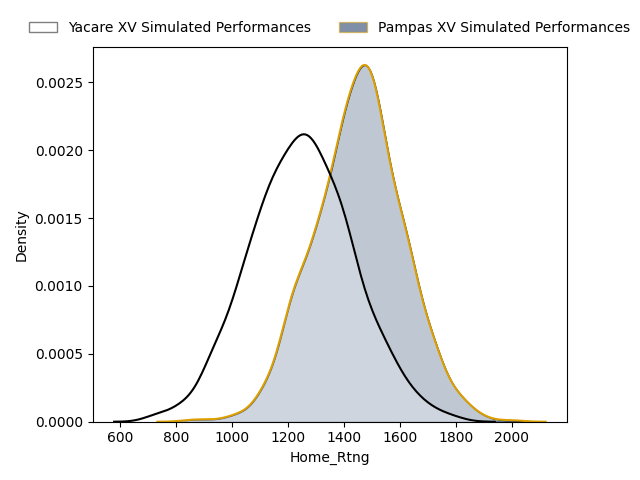 Yacare XV Simulated Performances Pampas XV Simulated Performances
0.0025
0.0020
0.0015
0.0010
0.0005
0.0000
Density
600 800 1000 1200 1400 1600 1800 2000
Home_Rtng